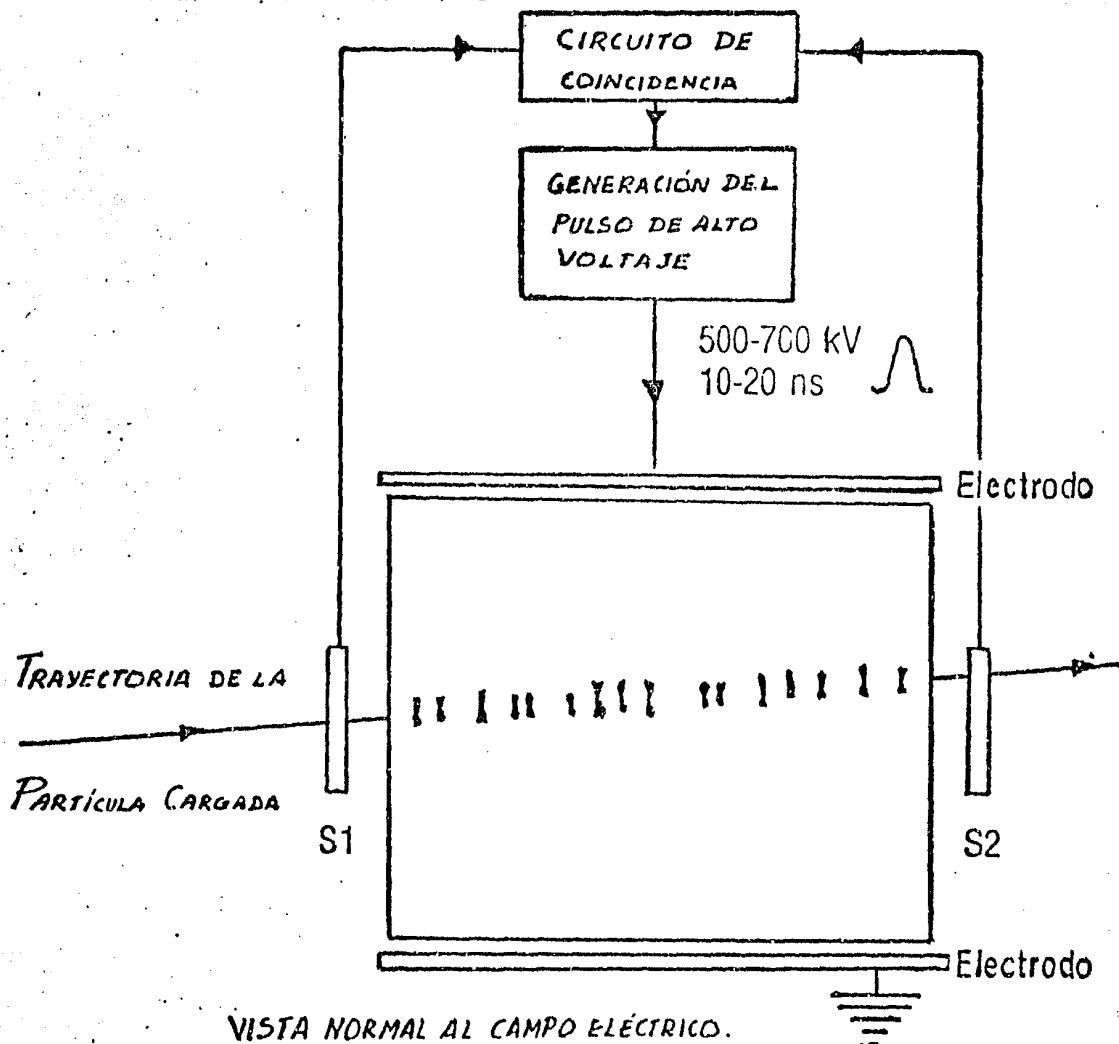 CIRCUITO DE
COINCIDENCIA
GENERACIÓN DEL
PULSO DE ALTO
VOLTAJE
500-700 kV
10-20 ns
Electrodo
TRAYECTORIA DE LA
PARTÍCULA CARGADA
S1
S2
Electrodo
VISTA NORMAL AL CAMPO ELÉCTRICO.